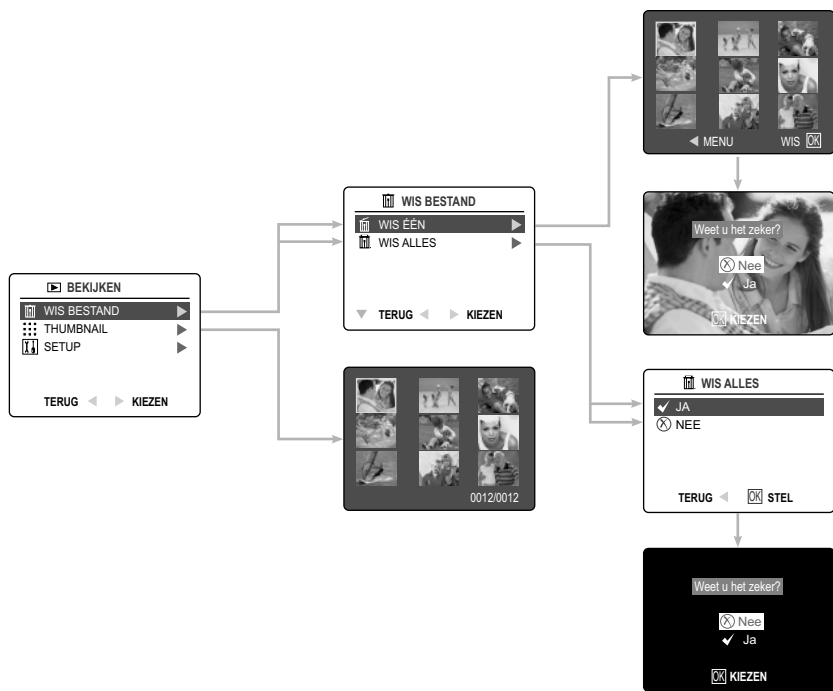 BEKIJKEN
WIS BESTAND
THUMBNAIL
SETUP
TERUG KIEZEN
WIS BESTAND
WIS ÉÉN
WIS ALLES
TERUG KIEZEN
0012/0012
MENU WIS OK
Weet u het zeker?
Nee
Ja
OK KIEZEN
WIS ALLES
JA
NEE
TERUG OK STEL
Weet u het zeker?
Nee
Ja
OK KIEZEN